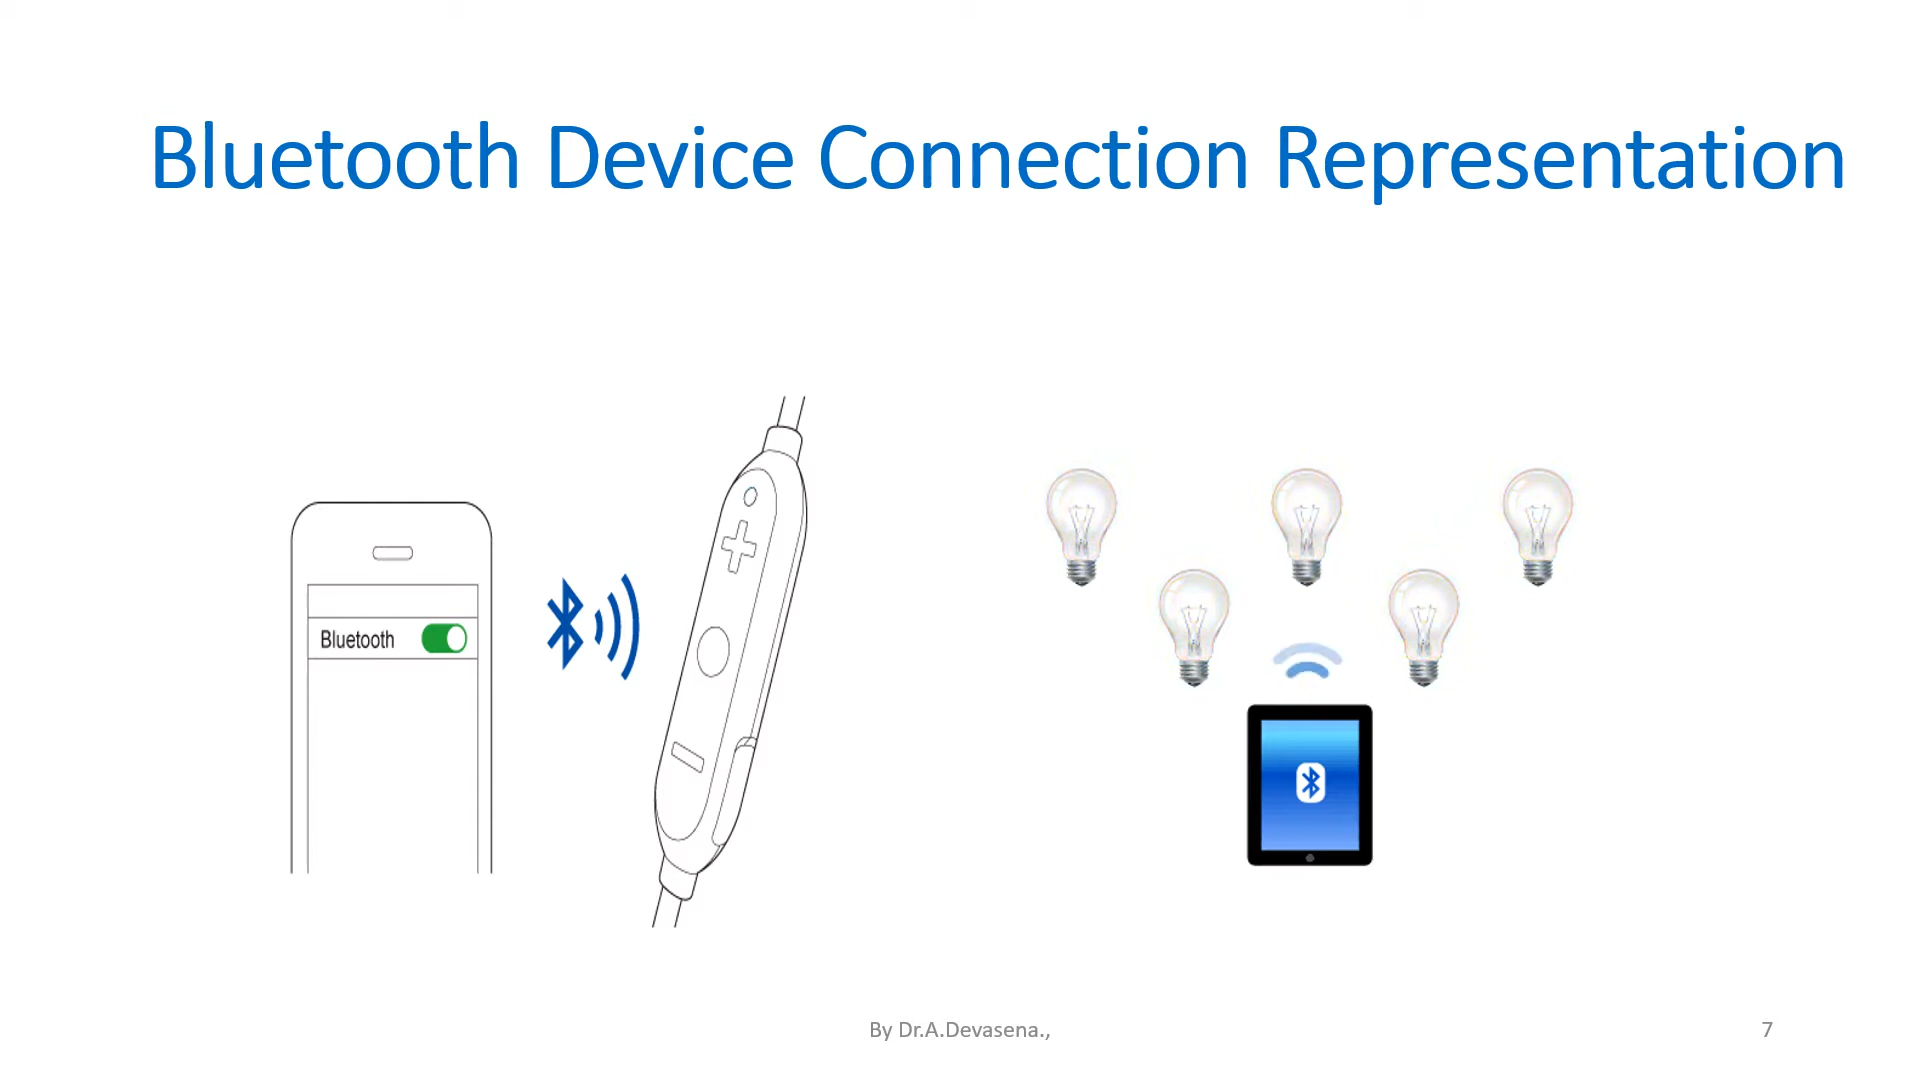 Bluetooth Device Connection Representation
Bluetooth
By Dr.A.Devasena.,
7